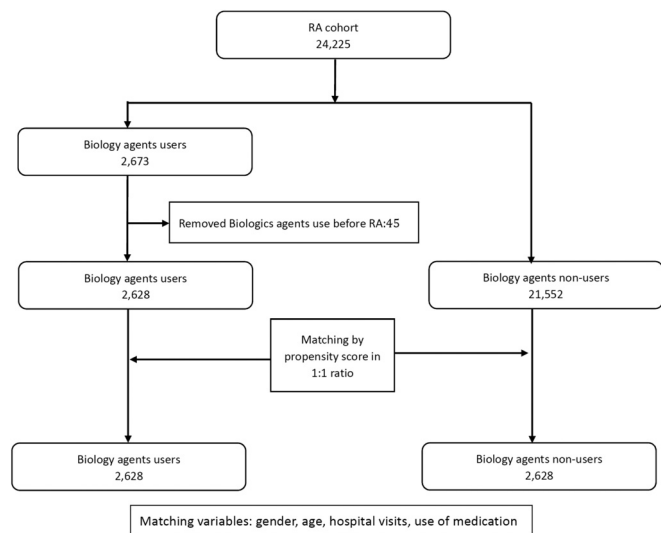 RA cohort
24,225
Biology agents users
2,673
Removed Biologics agents use before RA:45
Biology agents users
2,628
Biology agents non-users
21,552
Matching by
propensity score in
1:1 ratio
Biology agents users
2,628
Biology agents non-users
2,628
Matching variables: gender, age, hospital visits, use of medication